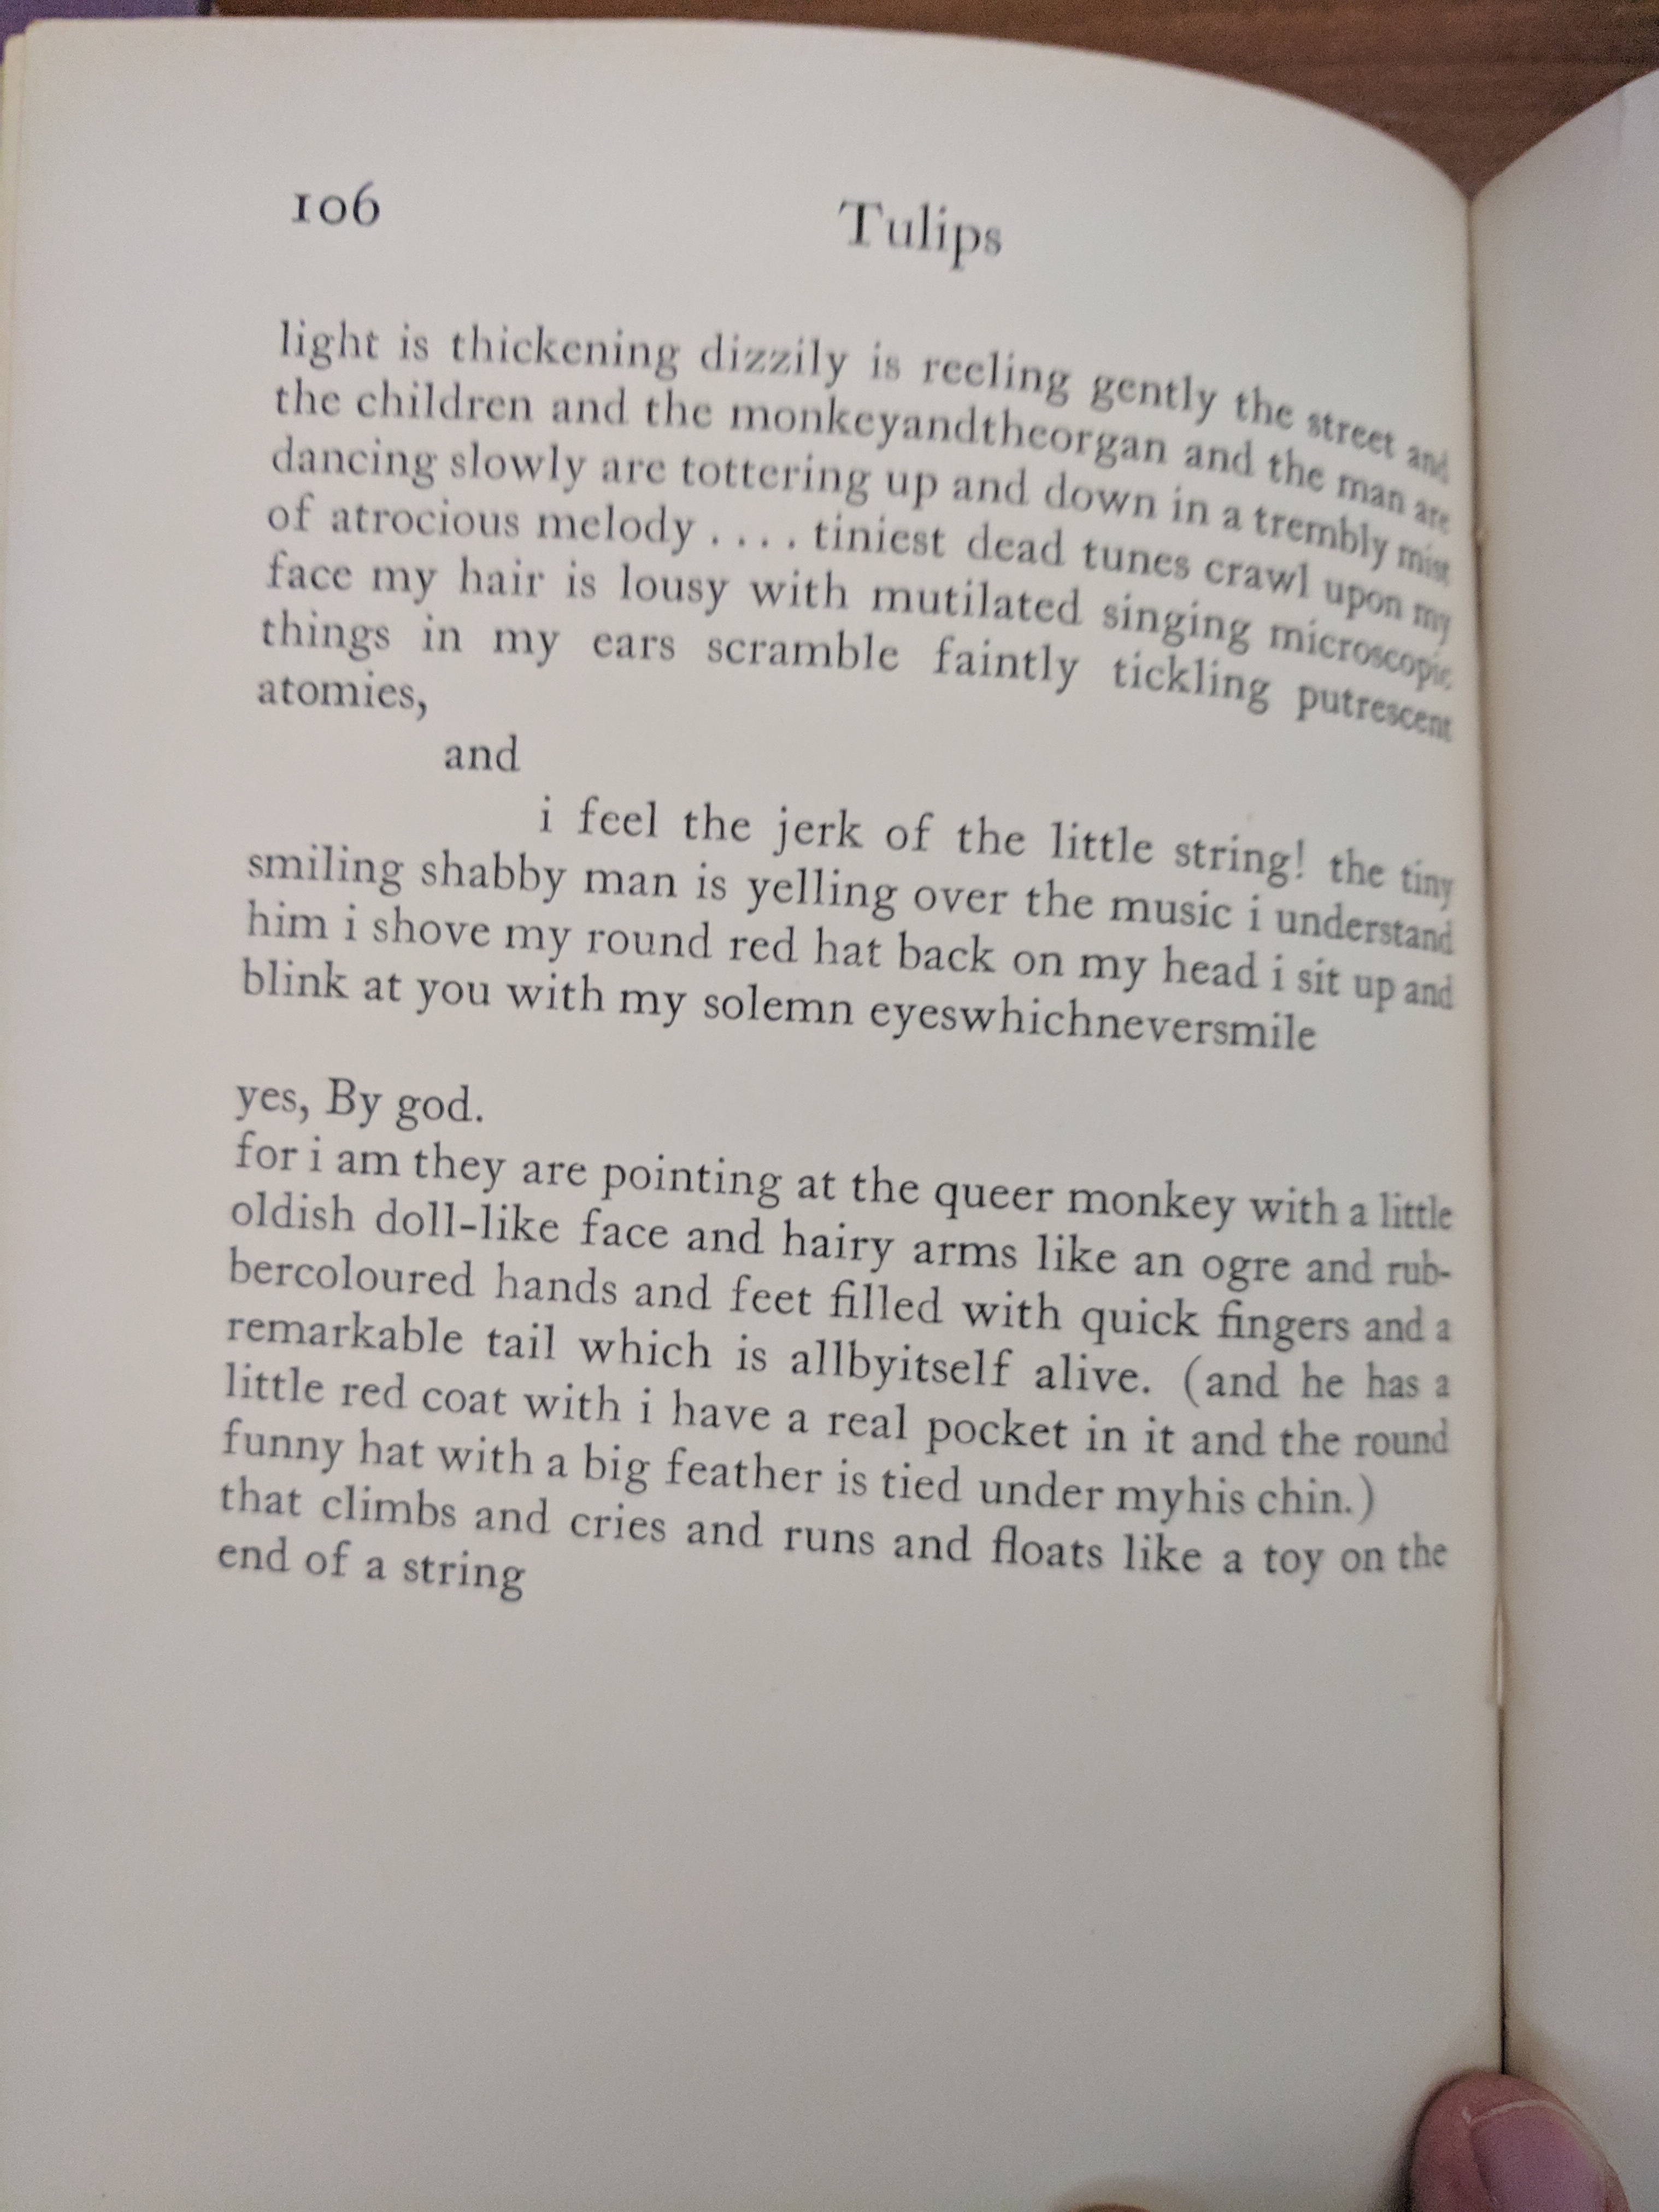 106
Tulips
light is thickening dizzily is reeling gently the street and
the children and the monkeyandtheorgan and the man are
dancing slowly are tottering up and down in a trembly mist
of atrocious melody . . . . tiniest dead tunes crawl upon my
face my hair is lousy with mutilated singing microscopic
things in my ears scramble faintly tickling putrescent
atomies,
and
i feel the jerk of the little string! the tiny
smiling shabby man is yelling over the music i understand
him i shove my round red hat back on my head i sit up and
blink at you with my solemn eyeswhichneversmile
yes, By god.
for i am they are pointing at the queer monkey with a little
oldish doll-like face and hairy arms like an ogre and rub-
bercoloured hands and feet filled with quick fingers and a
remarkable tail which is allbyitself alive. (and he has a
little red coat with i have a real pocket in it and the round
funny hat with a big feather is tied under myhis chin.)
that climbs and cries and runs and floats like a toy on the
end of a string